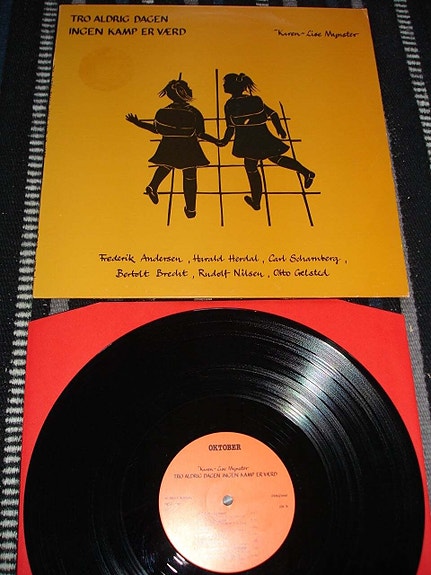 TRO ALDRIG DAGEN
INGEN KAMP ER VÆRD
"Karen-Lise Mynster
Frederik Andersen, Harald Herdal, Carl Scharnberg,
Bertolt Brecht, Rudolf Nilsen, Otto Gelsted
OKTOBER
"Karen-Lise Mynster"
TRO ALDRIG DAGEN INGEN KAMP ER VÆRD